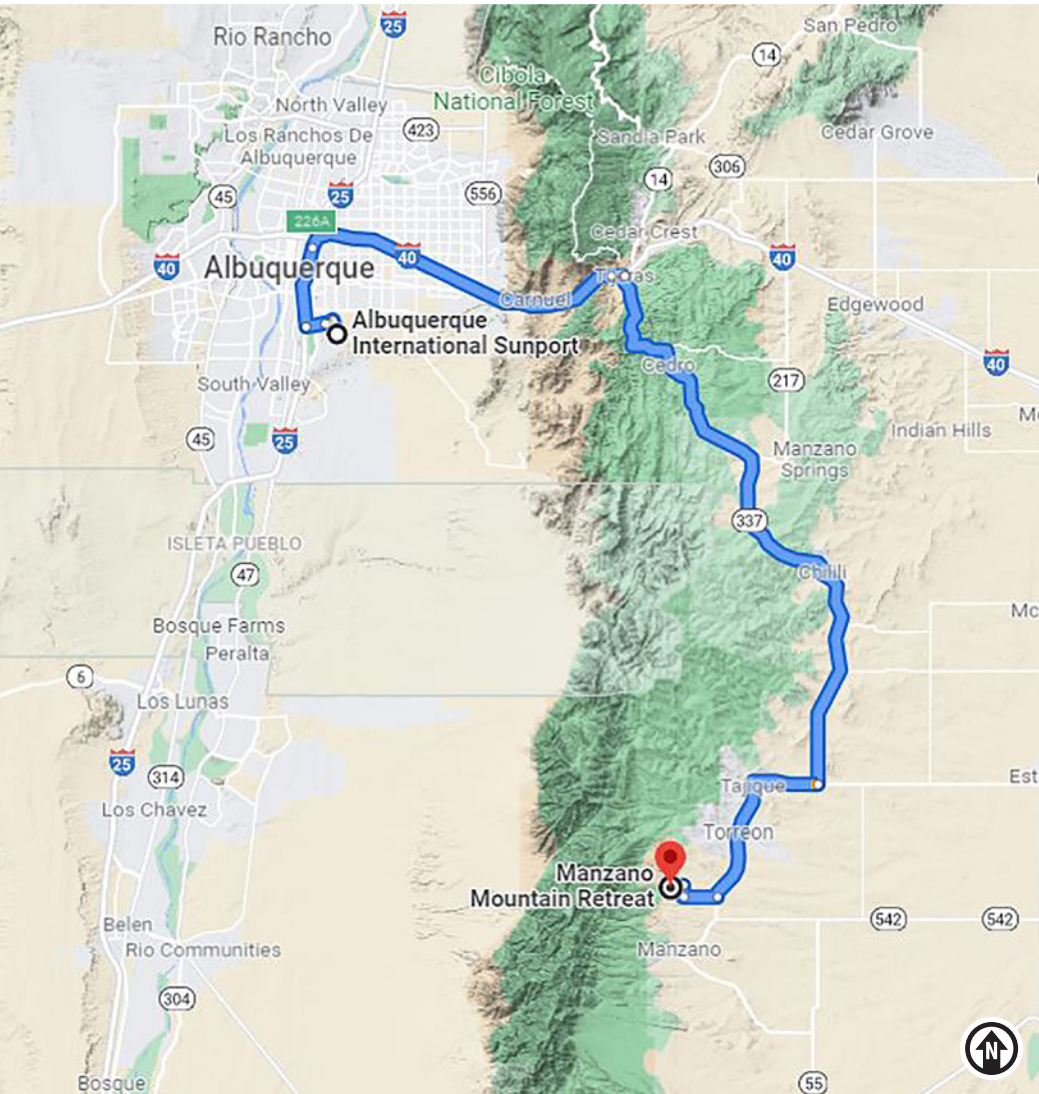 25
San Pedro
Rio Rancho
14
Cibola
National Forest
North Valley
423
Los Ranchos De
Albuquerque
Sandia Park
Cedar Grove
306
14
25
556
45
226A
Cedar Crest
40
40
40
Albuquerque
Tijeras
Carnuel
Edgewood
Albuquerque
International Sunport
Cedro
40
217
South Valley
45
25
Indian Hills
Manzano
Springs
337
ISLETA PUEBLO
47
Chilili
Mc
Bosque Farms
Peralta
6
Los Lunas
25
314
Tajique
Est
Los Chavez
Torreon
Manzano
Mountain Retreat
542
542
Belen
Rio Communities
Manzano
304
N
Bosque
55